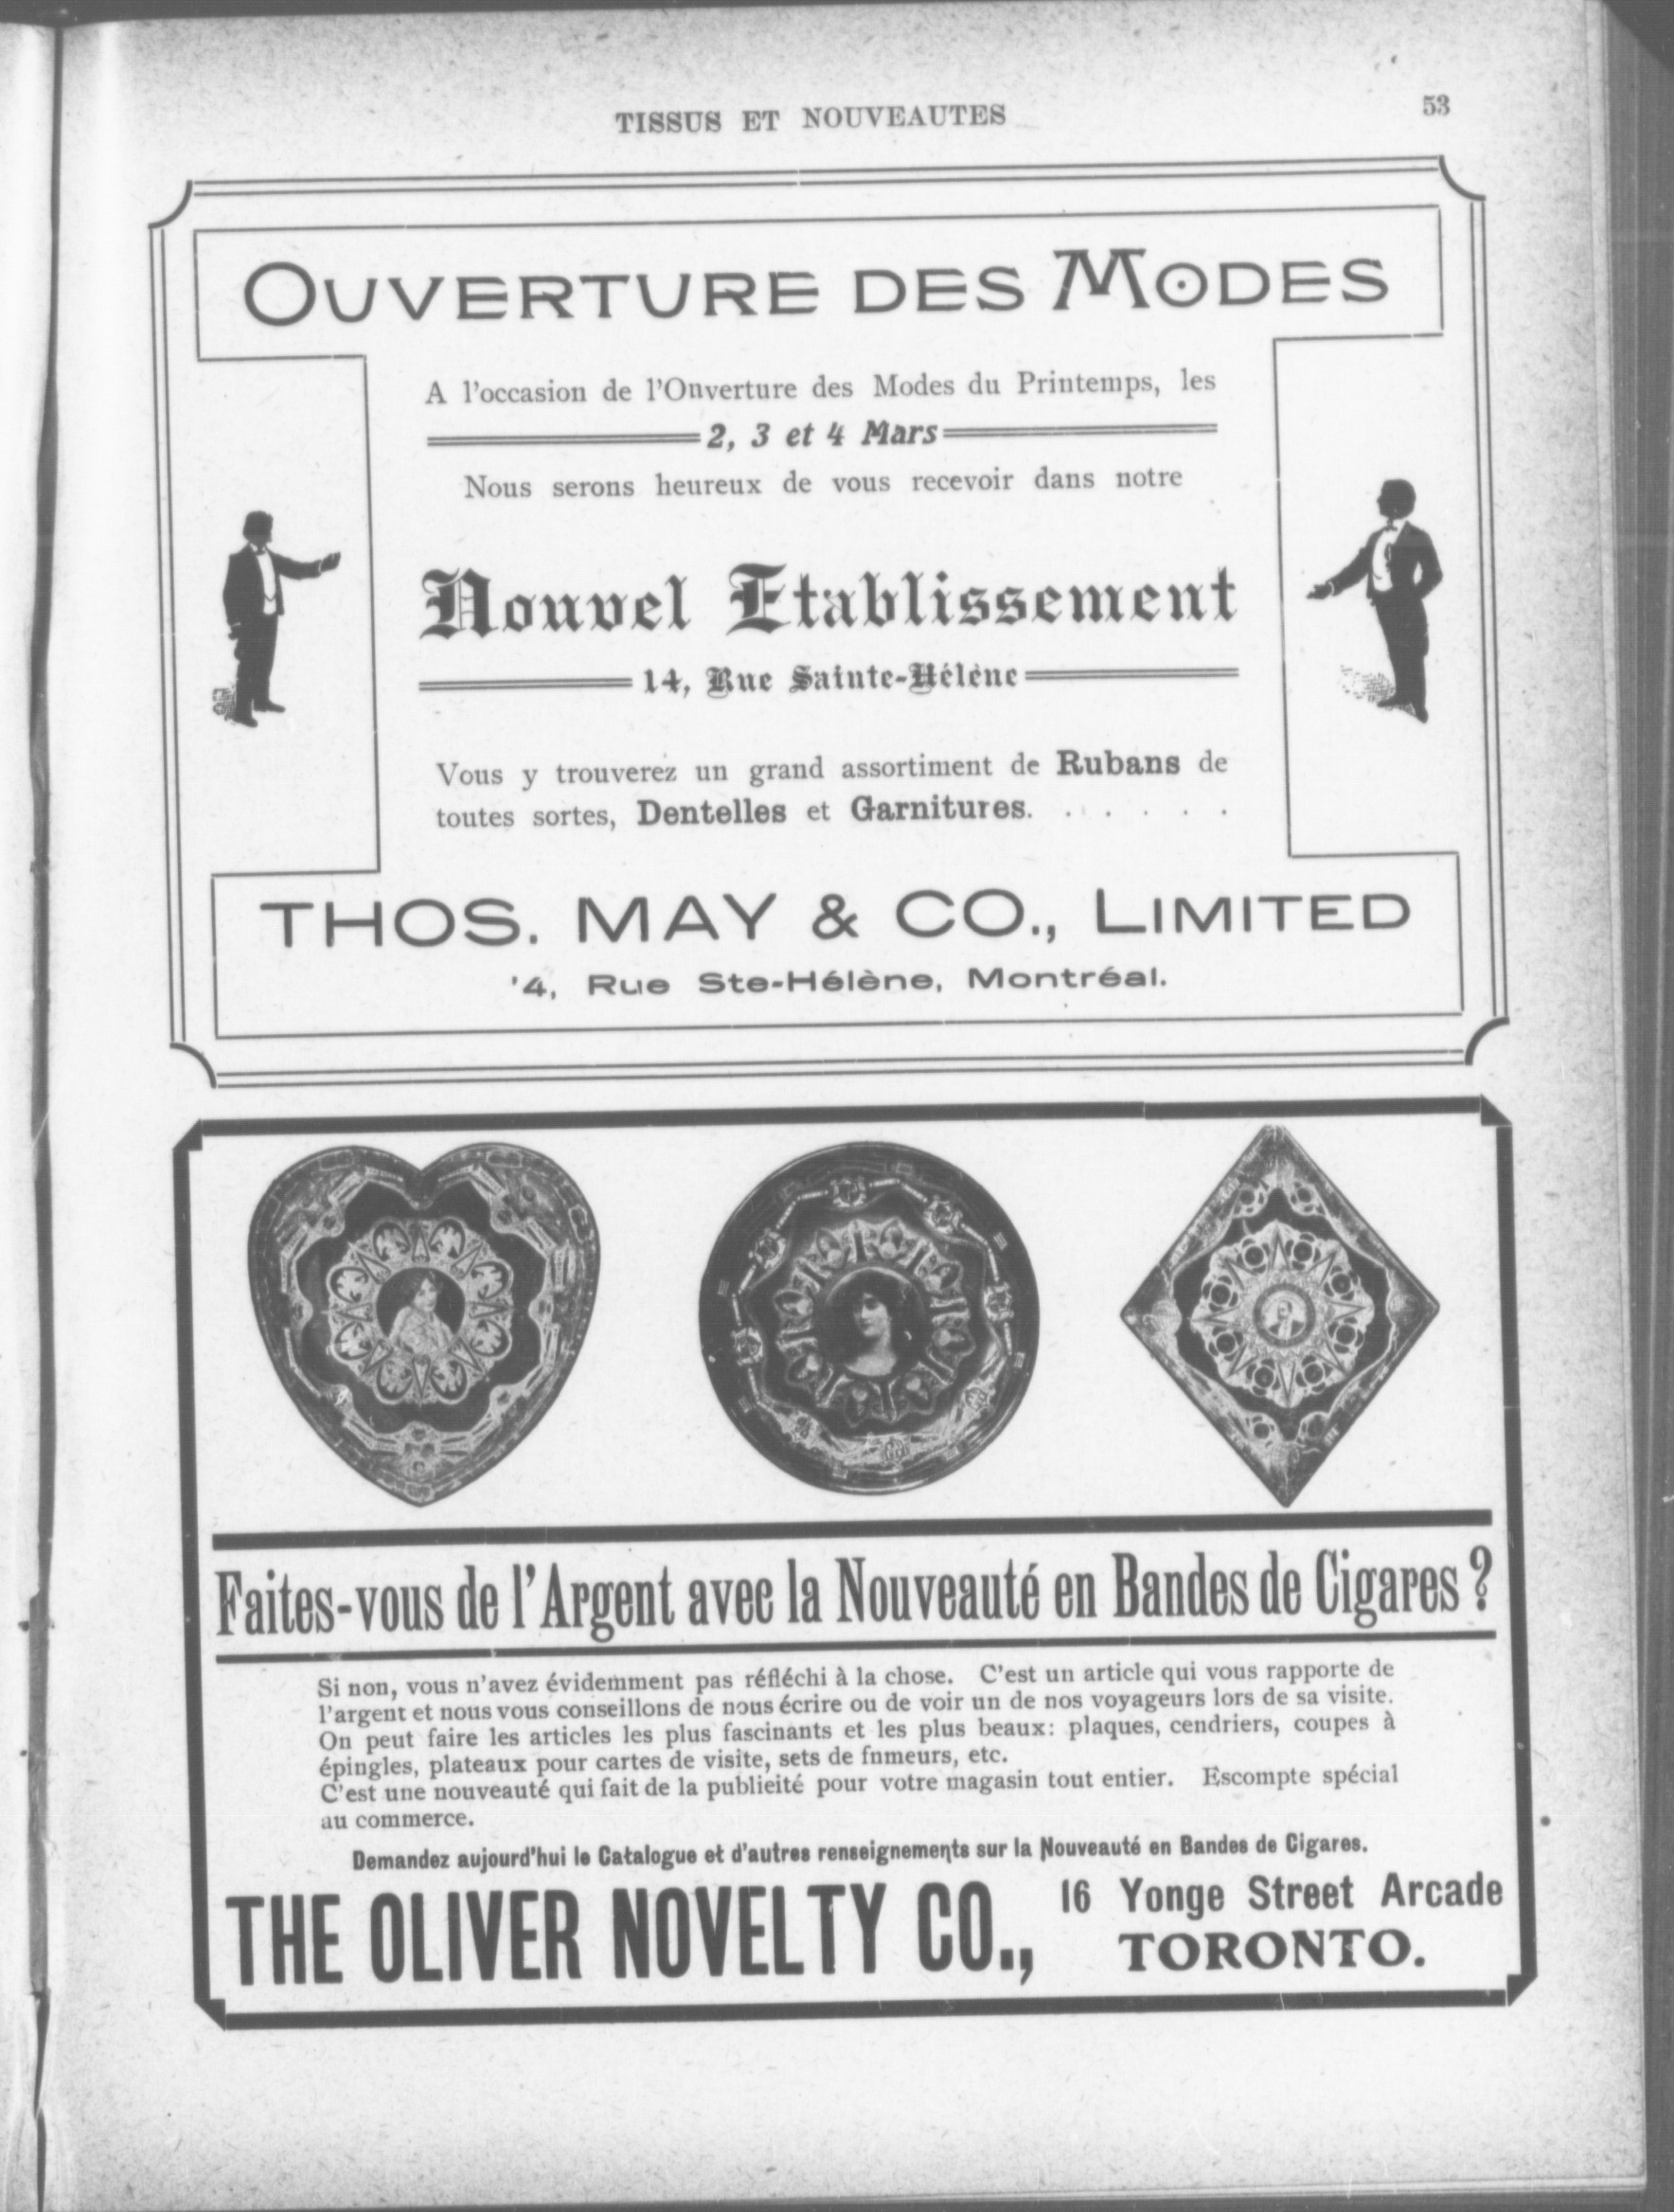 TISSUS ET NOUVEAUTES
53
OUVERTURE DES MODES
A l'occasion de l'Onverture des Modes du Printemps, les
2, 3 et 4 Mars
Nous serons heureux de vous recevoir dans notre
Nouvel Etablissement
14, Rue Sainte-Hélène
Vous y trouverez un grand assortiment de Rubans de
toutes sortes, Dentelles et Garnitures. . . . . .
THOS. MAY & CO., LIMITED
'4, Rue Ste-Hélène, Montréal.
Faites-vous de l'Argent avec la Nouveauté en Bandes de Cigares ?
Si non, vous n'avez évidemment pas réfléchi à la chose. C'est un article qui vous rapporte de
l'argent et nous vous conseillons de nous écrire ou de voir un de nos voyageurs lors de sa visite.
On peut faire les articles les plus fascinants et les plus beaux: plaques, cendriers, coupes à
épingles, plateaux pour cartes de visite, sets de fnmeurs, etc.
C'est une nouveauté qui fait de la publieité pour votre magasin tout entier. Escompte spécial
au commerce.
Demandez aujourd'hui le Catalogue et d'autres renseignements sur la Nouveauté en Bandes de Cigares.
THE OLIVER NOVELTY CO., 16 Yonge Street Arcade
TORONTO.